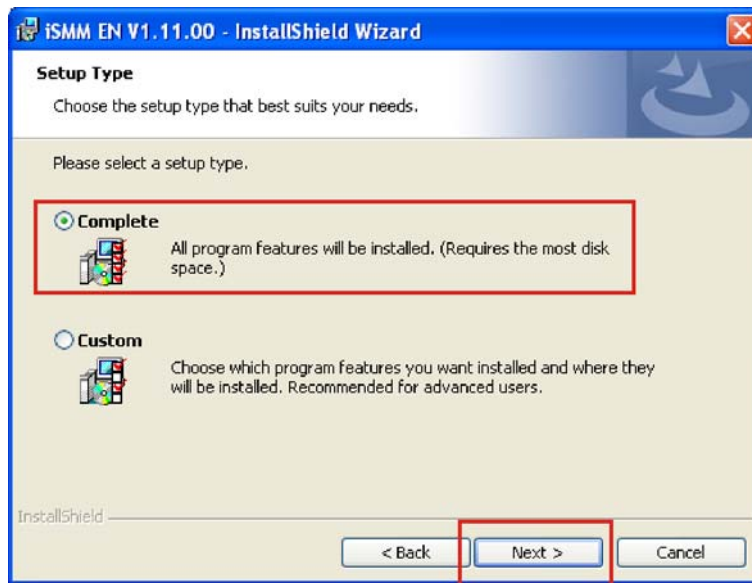 iSMM EN V1.11.00 - InstallShield Wizard
Setup Type
Choose the setup type that best suits your needs.
Please select a setup type.
Complete
All program features will be installed. (Requires the most disk
space.)
Custom
Choose which program features you want installed and where they
will be installed. Recommended for advanced users.
InstallShield
< Back
Next >
Cancel